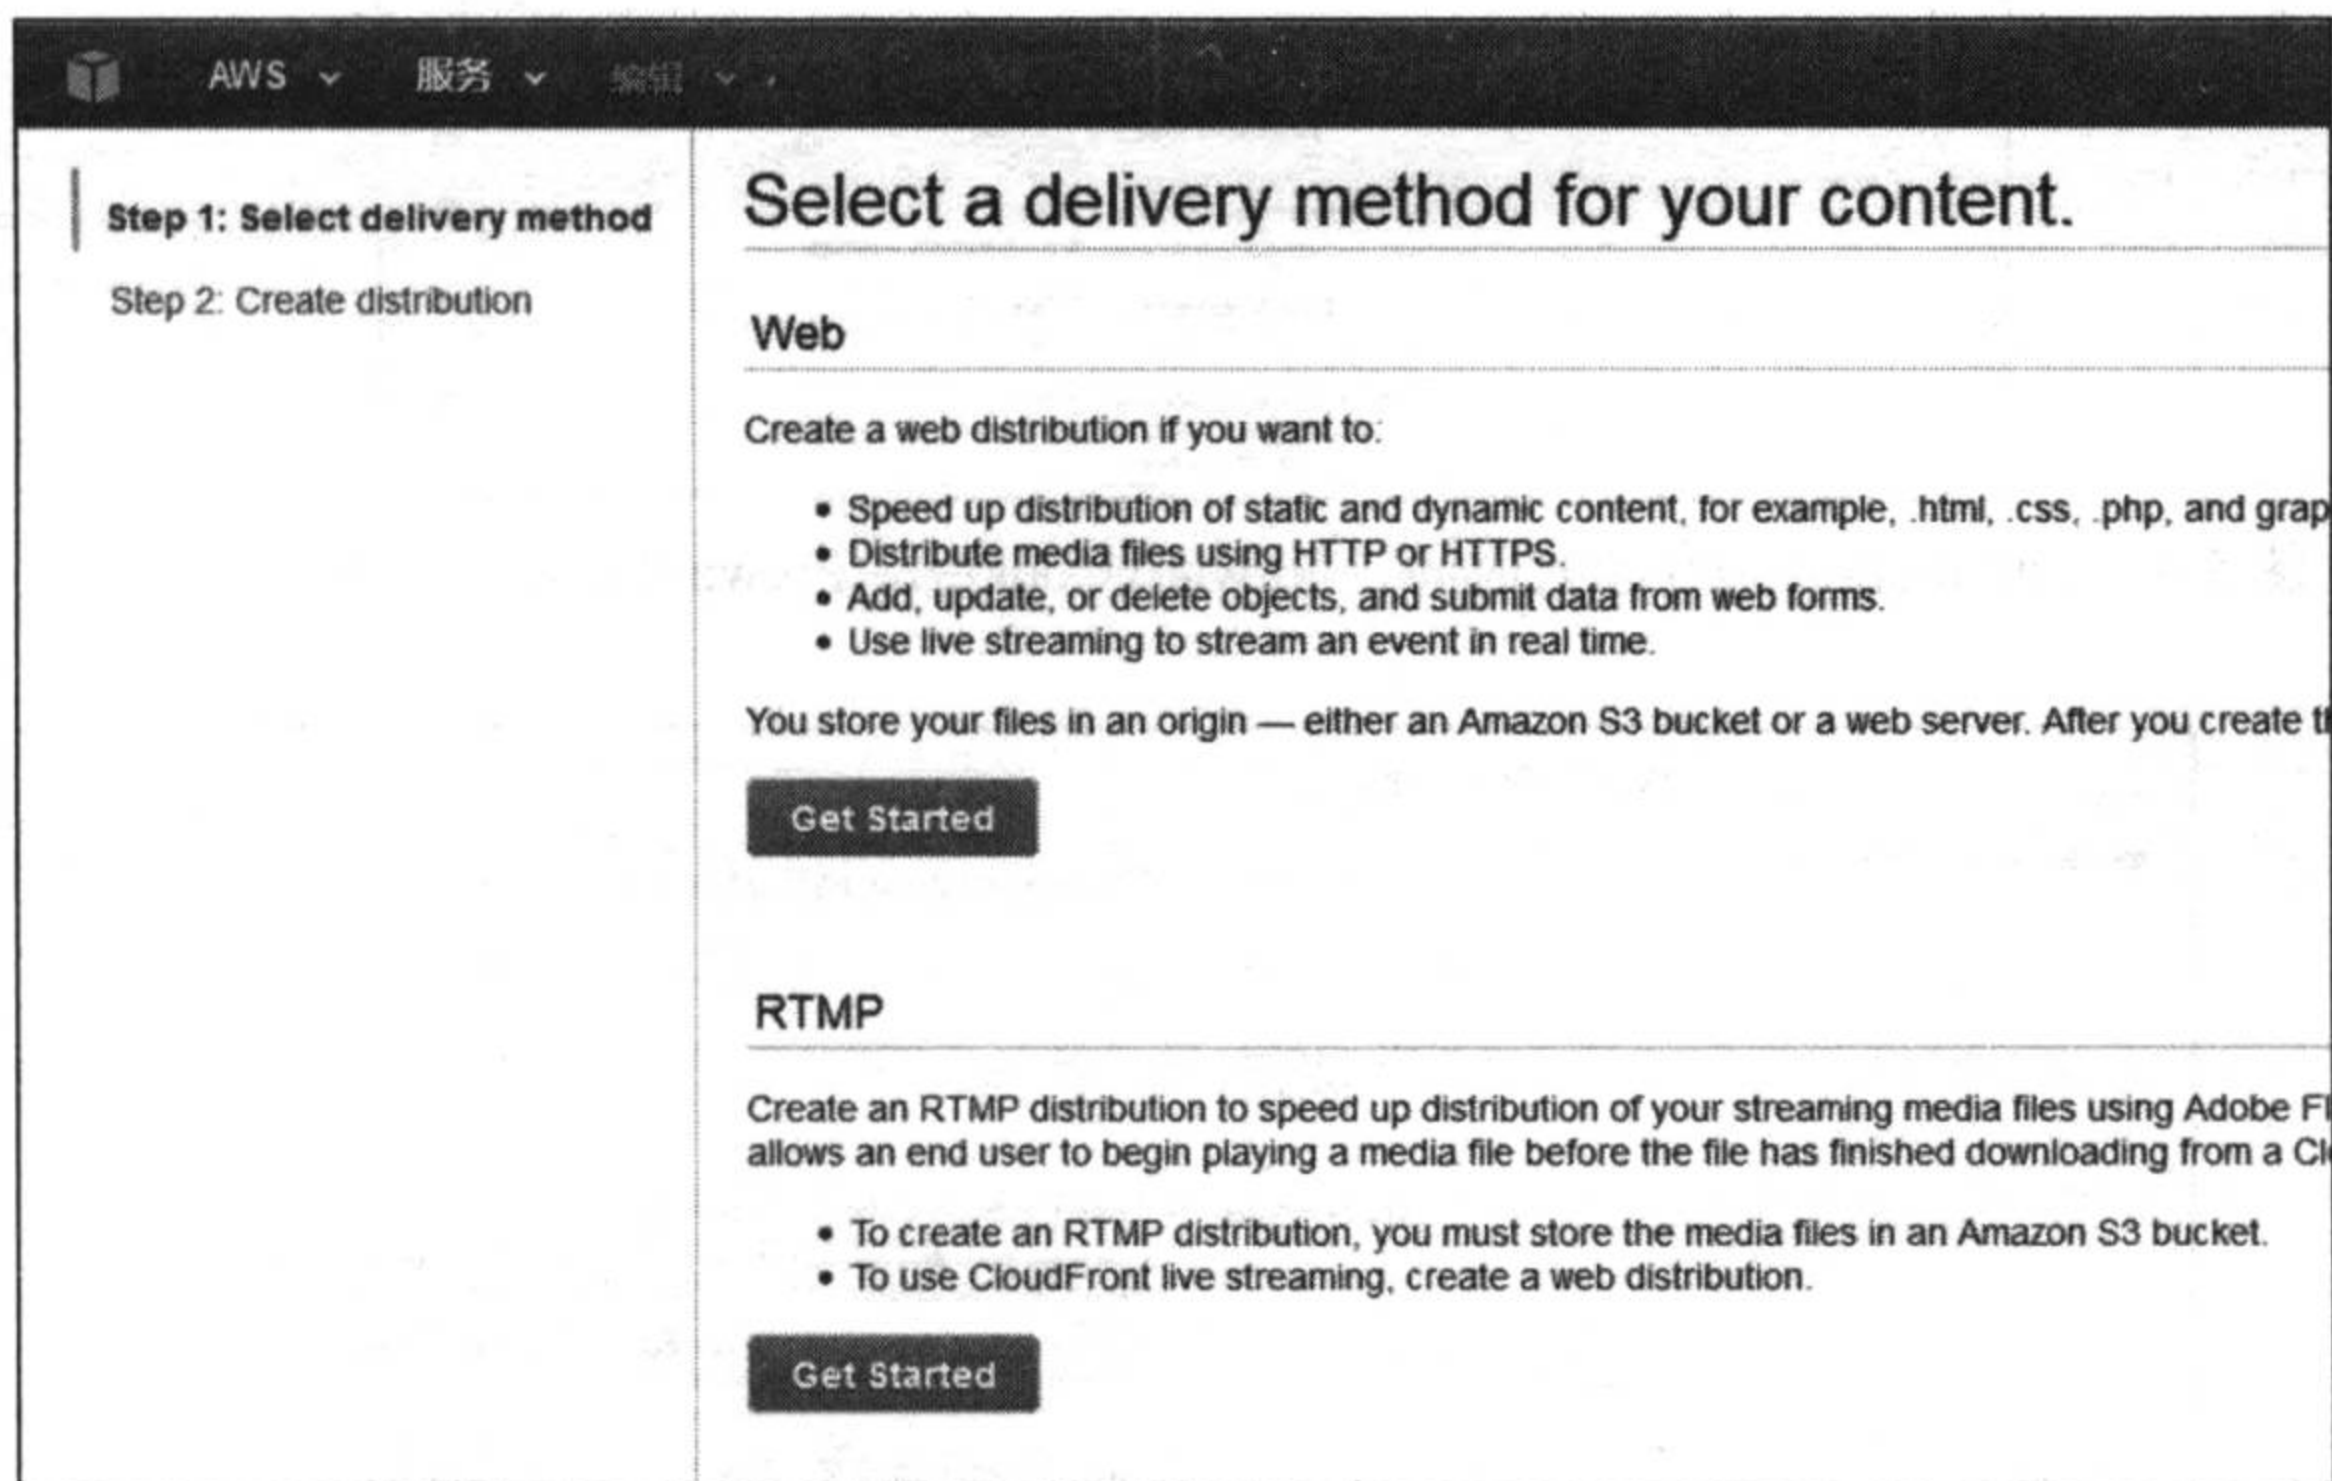 AWS 服务 编辑
Step 1: Select delivery method
Step 2: Create distribution
Select a delivery method for your content.
Web
Create a web distribution if you want to:
• Speed up distribution of static and dynamic content, for example, .html, .css, .php, and grap
• Distribute media files using HTTP or HTTPS.
• Add, update, or delete objects, and submit data from web forms.
• Use live streaming to stream an event in real time.
You store your files in an origin — either an Amazon S3 bucket or a web server. After you create th
Get Started
RTMP
Create an RTMP distribution to speed up distribution of your streaming media files using Adobe Fl
allows an end user to begin playing a media file before the file has finished downloading from a Clo
• To create an RTMP distribution, you must store the media files in an Amazon S3 bucket.
• To use CloudFront live streaming, create a web distribution.
Get Started